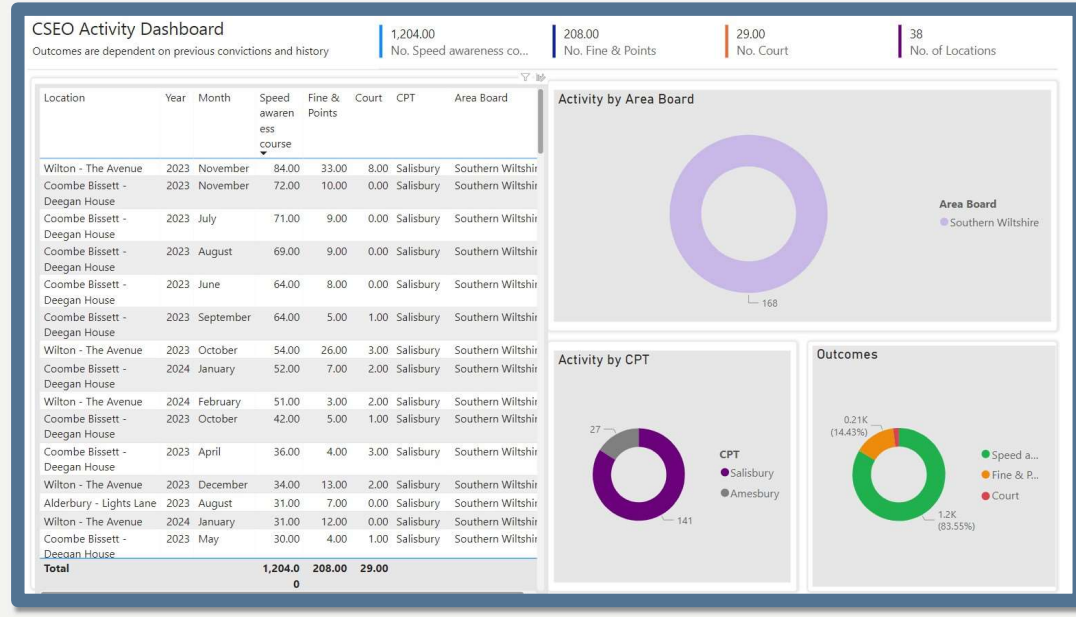 CSEO Activity Dashboard
Outcomes are dependent on previous convictions and history
1,204.00
No. Speed awareness co...
208.00
No. Fine & Points
29.00
No. Court
38
No. of Locations
Location Year Month Speed awaren ess course Fine & Points Court CPT Area Board
Wilton - The Avenue 2023 November 84.00 33.00 8.00 Salisbury Southern Wiltshir
Coombe Bissett - Deegan House 2023 November 72.00 10.00 0.00 Salisbury Southern Wiltshir
Coombe Bissett - Deegan House 2023 July 71.00 9.00 0.00 Salisbury Southern Wiltshir
Coombe Bissett - Deegan House 2023 August 69.00 9.00 0.00 Salisbury Southern Wiltshir
Coombe Bissett - Deegan House 2023 June 64.00 8.00 0.00 Salisbury Southern Wiltshir
Coombe Bissett - Deegan House 2023 September 64.00 5.00 1.00 Salisbury Southern Wiltshir
Wilton - The Avenue 2023 October 54.00 26.00 3.00 Salisbury Southern Wiltshir
Coombe Bissett - Deegan House 2024 January 52.00 7.00 2.00 Salisbury Southern Wiltshir
Wilton - The Avenue 2024 February 51.00 3.00 2.00 Salisbury Southern Wiltshir
Coombe Bissett - Deegan House 2023 October 42.00 5.00 1.00 Salisbury Southern Wiltshir
Coombe Bissett - Deegan House 2023 April 36.00 4.00 3.00 Salisbury Southern Wiltshir
Wilton - The Avenue 2023 December 34.00 13.00 2.00 Salisbury Southern Wiltshir
Alderbury - Lights Lane 2023 August 31.00 7.00 0.00 Salisbury Southern Wiltshir
Wilton - The Avenue 2024 January 31.00 12.00 0.00 Salisbury Southern Wiltshir
Coombe Bissett - Deegan House 2023 May 30.00 4.00 1.00 Salisbury Southern Wiltshir
Total 1,204.00 208.00 29.00
Activity by Area Board
Area Board
Southern Wiltshire
168
Activity by CPT
27
141
CPT
Salisbury
Amesbury
Outcomes
0.21K
(14.43%)
1.2K
(83.55%)
Speed a...
Fine & P...
Court